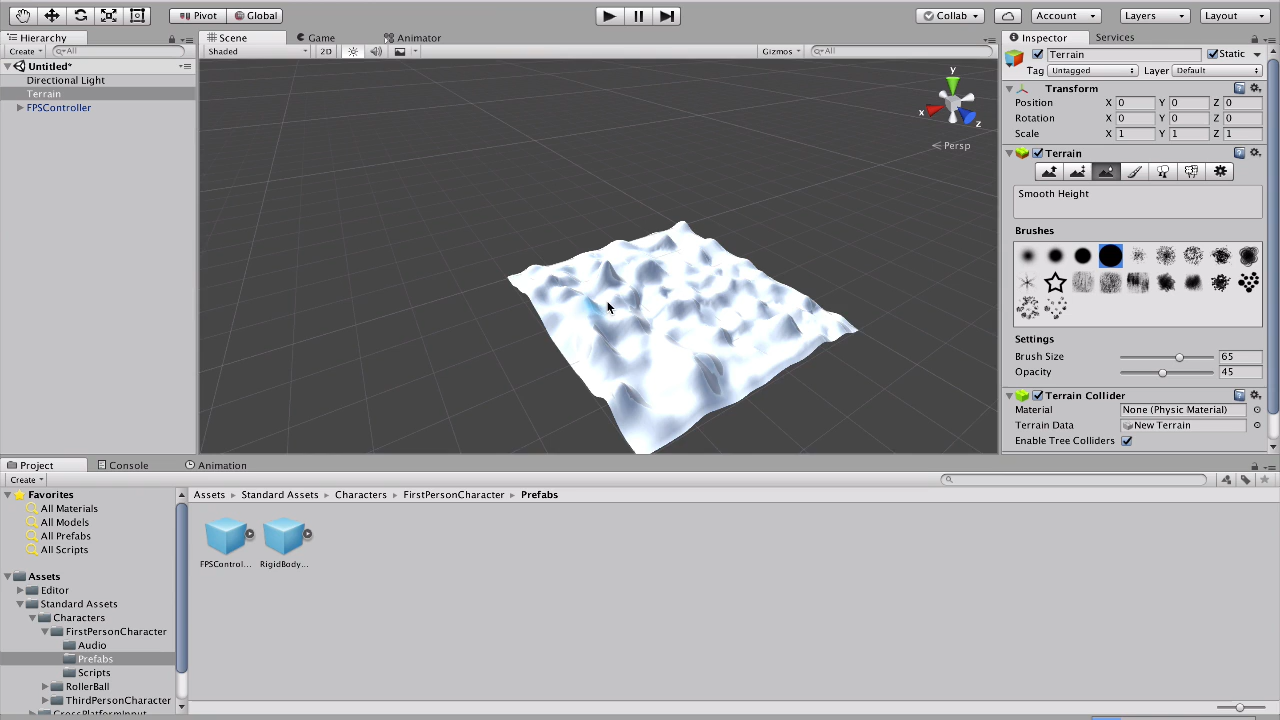 Pivot Global Collab Account Layers Layout
Hierarchy Scene Game Animator Inspector Services
Create All Shaded 2D Gizmos All Terrain Static
Untitled* Tag Untagged Layer Default
Directional Light
Terrain
FPSController
y
x
z
Persp
Transform
Position X 0 Y 0 Z 0
Rotation X 0 Y 0 Z 0
Scale X 1 Y 1 Z 1
Terrain
Smooth Height
Brushes
Settings
Brush Size 65
Opacity 45
Terrain Collider
Material None (Physic Material)
Terrain Data New Terrain
Enable Tree Colliders
Project Console Animation
Create
Favorites
All Materials
All Models
All Prefabs
All Scripts
Assets
Editor
Standard Assets
Characters
FirstPersonCharacter
Audio
Prefabs
Scripts
RollerBall
ThirdPersonCharacter
CrossPlatformInput
Assets Standard Assets Characters FirstPersonCharacter Prefabs
FPSControl... RigidBody...